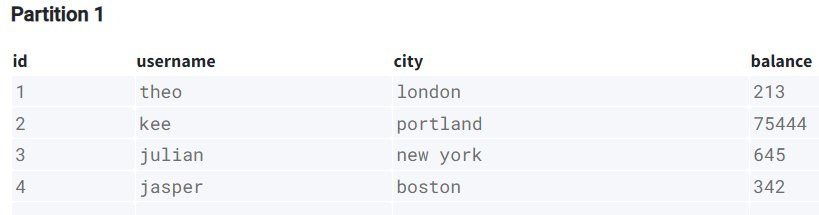 Partition 1
id username city balance
1 theo london 213
2 kee portland 75444
3 julian new york 645
4 jasper boston 342